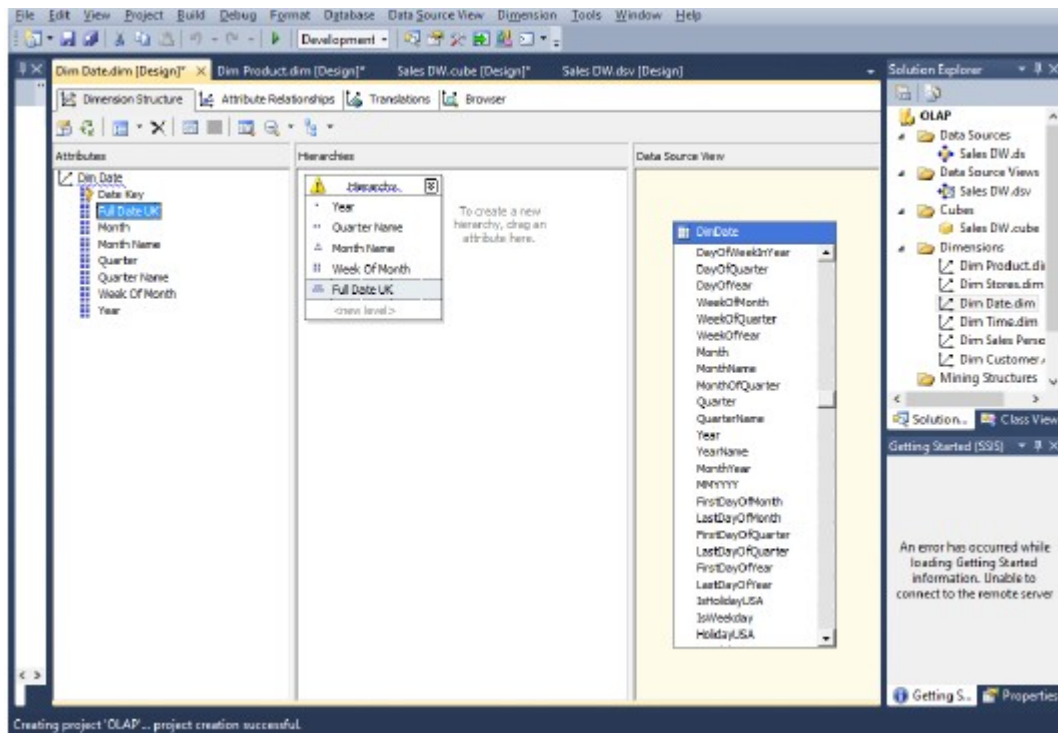 File Edit View Project Build Debug Format Database Data Source View Dimension Tools Window Help
Development
Dim Date.dim [Design]* Dim Product.dim [Design]* Sales DW.cube [Design]* Sales DW.dsv [Design]
Dimension Structure Attribute Relationships Translations Browser
Attributes
Dim Date
Date Key
Full Date UK
Month
Month Name
Quarter
Quarter Name
Week Of Month
Year
Hierarchies
Year
Quarter Name
Month Name
Week Of Month
Full Date UK
<new level>
To create a new
hierarchy, drag an
attribute here.
Data Source View
DimDate
DayOfWeekInYear
DayOfQuarter
DayOfYear
WeekOfMonth
WeekOfQuarter
WeekOfYear
Month
MonthName
MonthOfQuarter
Quarter
QuarterName
Year
YearName
MonthYear
MMYYYY
FirstDayOfMonth
LastDayOfMonth
FirstDayOfQuarter
LastDayOfQuarter
FirstDayOfYear
LastDayOfYear
IsHolidayUSA
IsWeekday
HolidayUSA
Solution Explorer
OLAP
Data Sources
Sales DW.ds
Data Source Views
Sales DW.dsv
Cubes
Sales DW.cube
Dimensions
Dim Product.di
Dim Stores.dim
Dim Date.dim
Dim Time.dim
Dim Sales Perso
Dim Customer
Mining Structures
Solution... Class View
Getting Started (SSIS)
An error has occurred while
loading Getting Started
information. Unable to
connect to the remote server
Getting S... Properties
Creating project 'OLAP'... project creation successful.